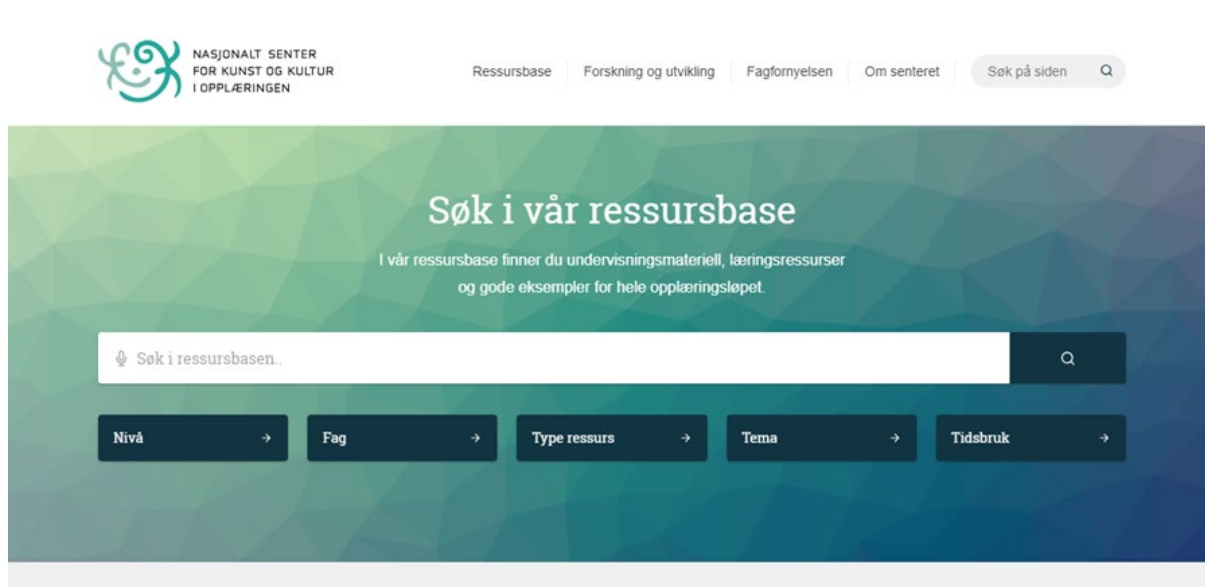 NASJONALT SENTER
FOR KUNST OG KULTUR
I OPPLÆRINGEN
Ressursbase
Forskning og utvikling
Fagfornyelsen
Om senteret
Søk på siden
Søk i vår ressursbase
I vår ressursbase finner du undervisningsmateriell, læringsressurser
og gode eksempler for hele opplæringsløpet.
Søk i ressursbasen..
Nivå
Fag
Type ressurs
Tema
Tidsbruk